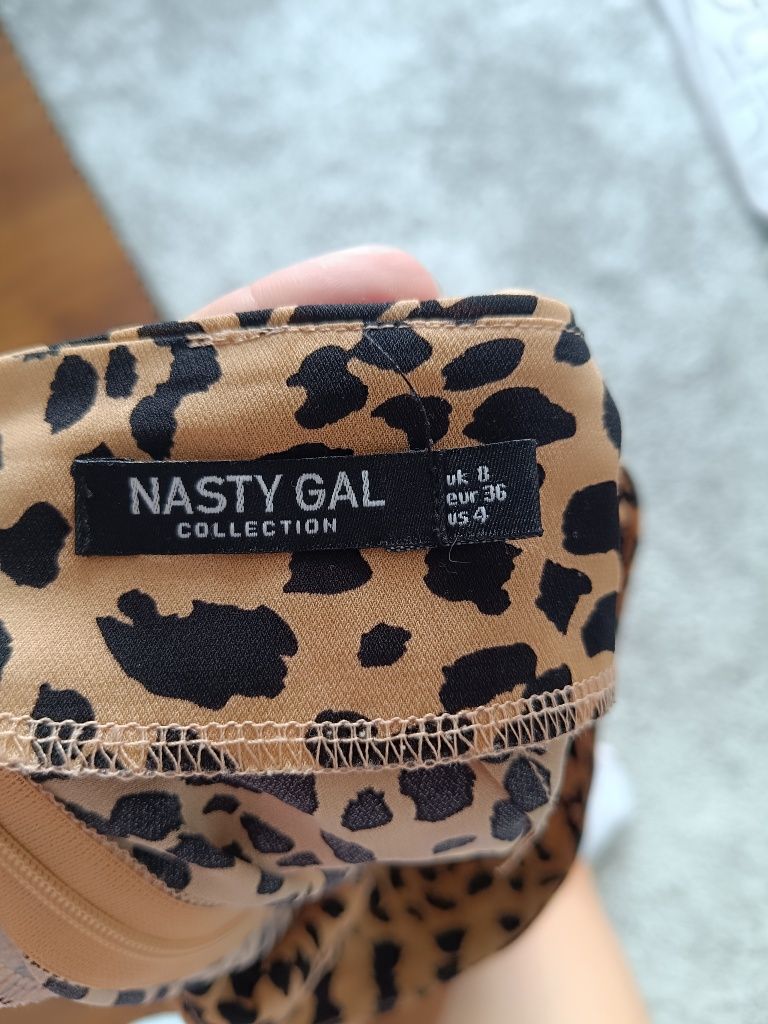 NASTY GAL
COLLECTION
uk 8
eur 36
us 4